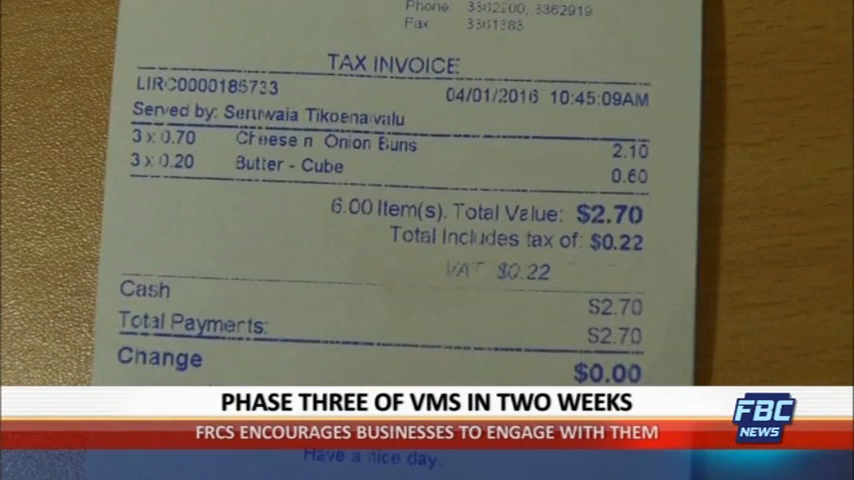 Phone: 3362900, 3362919
Fax: 3361383
TAX INVOICE
LIRC0000186733
04/01/2016 10:45:09AM
Served by: Seruwaia Tikoenavalu
3 x 0.70 Cheese n Onion Buns 2.10
3 x 0.20 Butter - Cube 0.60
6.00 Item(s). Total Value: $2.70
Total Includes tax of: $0.22
VAT $0.22
Cash $2.70
Total Payments: $2.70
Change $0.00
PHASE THREE OF VMS IN TWO WEEKS
FRCS ENCOURAGES BUSINESSES TO ENGAGE WITH THEM
FBC
NEWS
Have a nice day.